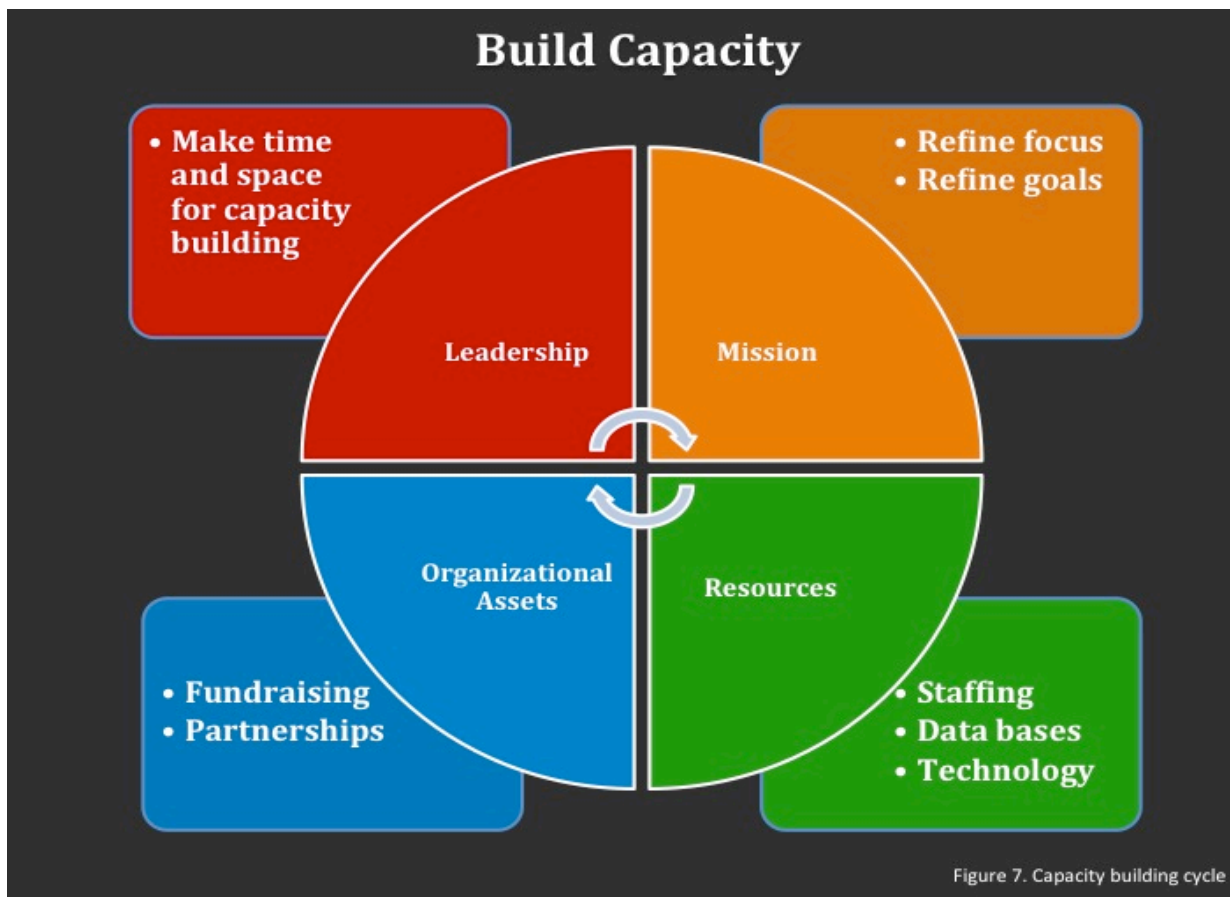 Build Capacity
• Make time
and space
for capacity
building
• Refine focus
• Refine goals
Leadership
Mission
Organizational
Assets
Resources
• Fundraising
• Partnerships
• Staffing
• Data bases
• Technology
Figure 7. Capacity building cycle